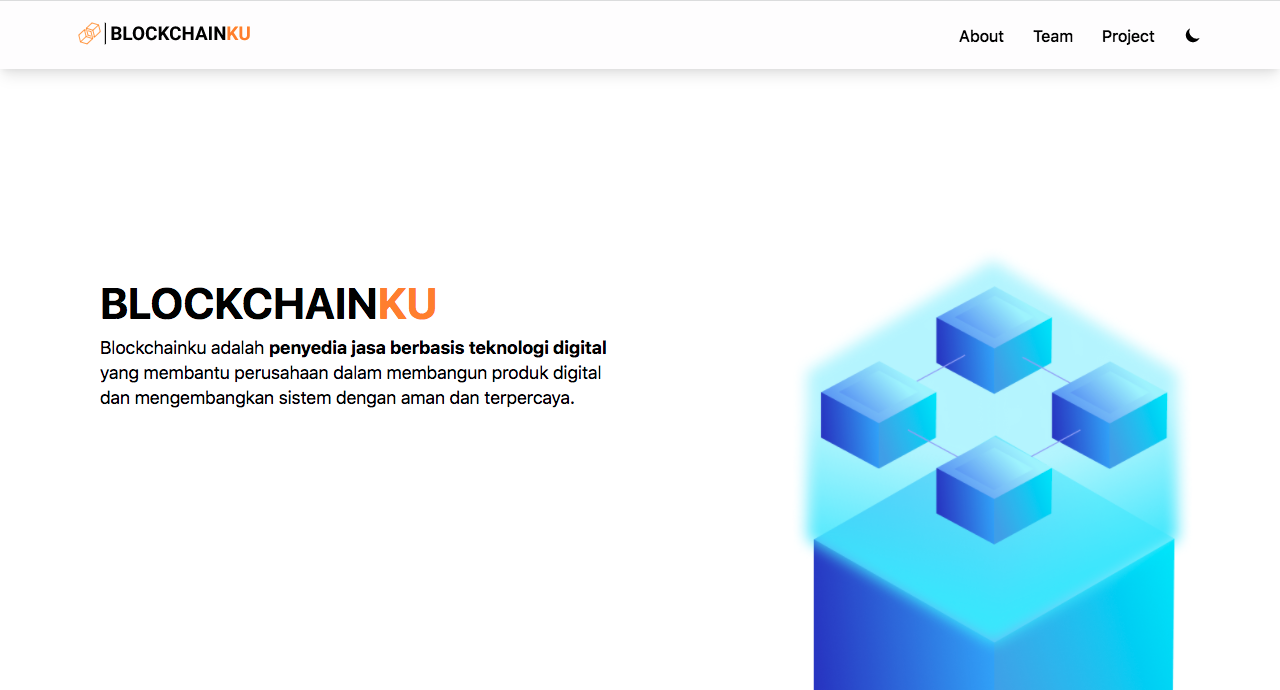 BLOCKCHAINKU
About
Team
Project
BLOCKCHAINKU
Blockchainku adalah penyedia jasa berbasis teknologi digital
yang membantu perusahaan dalam membangun produk digital
dan mengembangkan sistem dengan aman dan terpercaya.